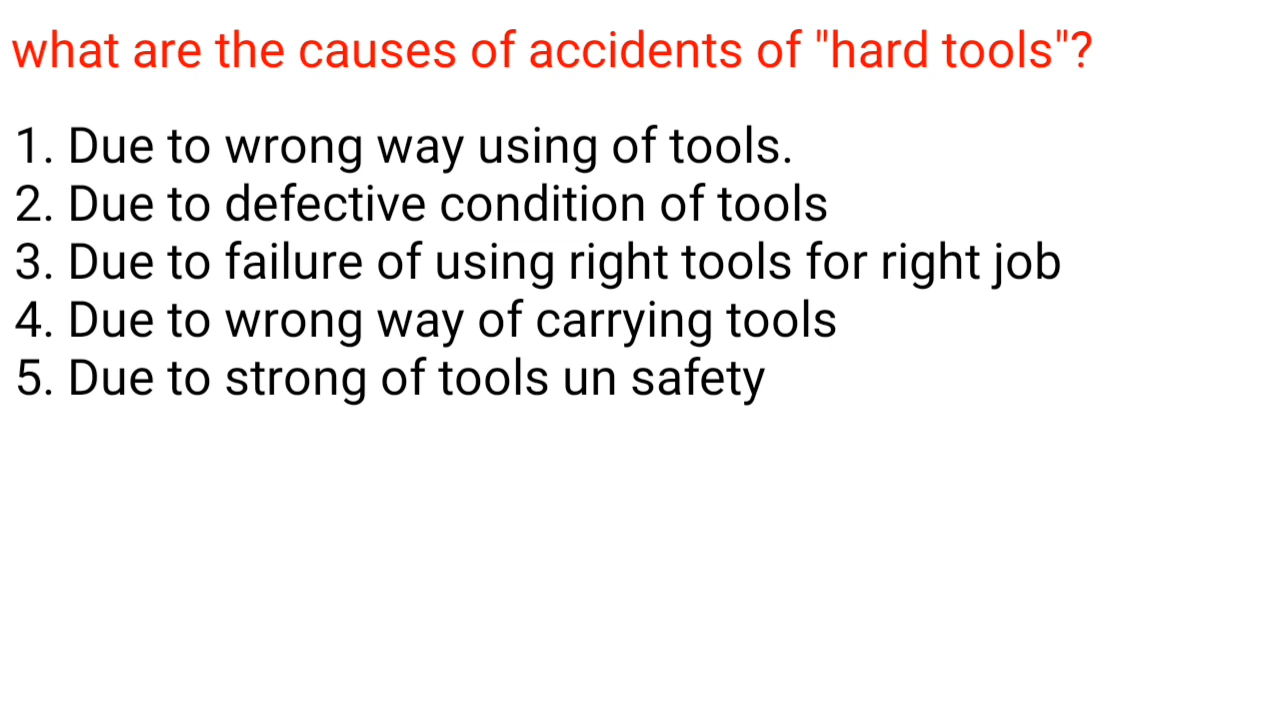 what are the causes of accidents of "hard tools"?
1. Due to wrong way using of tools.
2. Due to defective condition of tools
3. Due to failure of using right tools for right job
4. Due to wrong way of carrying tools
5. Due to strong of tools un safety